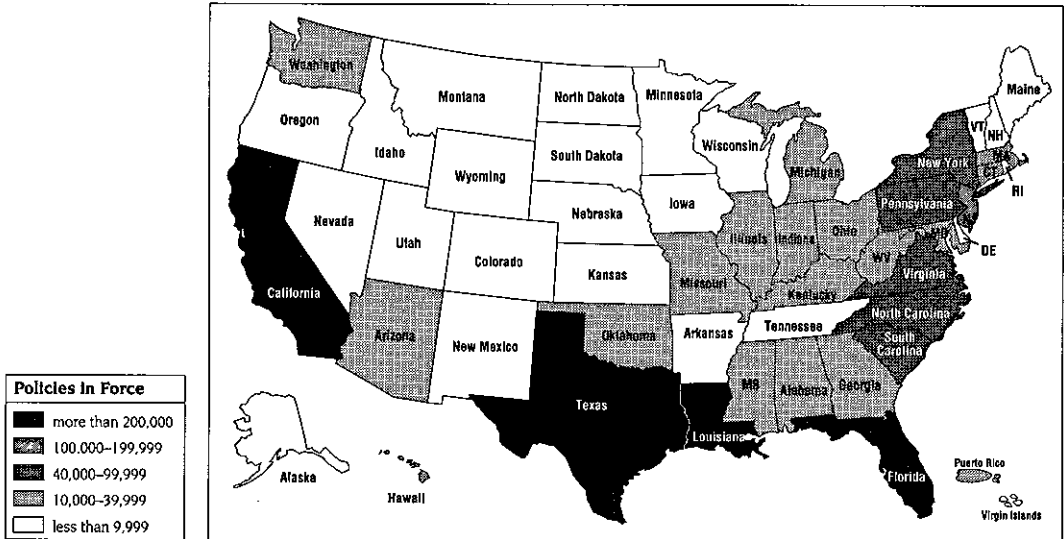 Washington
Montana
North Dakota
Minnesota
Maine
Oregon
Idaho
Wyoming
South Dakota
Wisconsin
Michigan
VT
NH
New York
MA
CT
RI
Nevada
Utah
Colorado
Nebraska
Iowa
Illinois
Indiana
Ohio
Pennsylvania
NJ
MD
DE
California
Kansas
Missouri
WV
Virginia
Kentucky
Arizona
New Mexico
Oklahoma
Arkansas
Tennessee
North Carolina
South
Carolina
Texas
Louisiana
MS
Alabama
Georgia
Florida
Alaska
Hawaii
Puerto Rico
Virgin Islands
Policies in Force
more than 200,000
100,000–199,999
40,000–99,999
10,000–39,999
less than 9,999